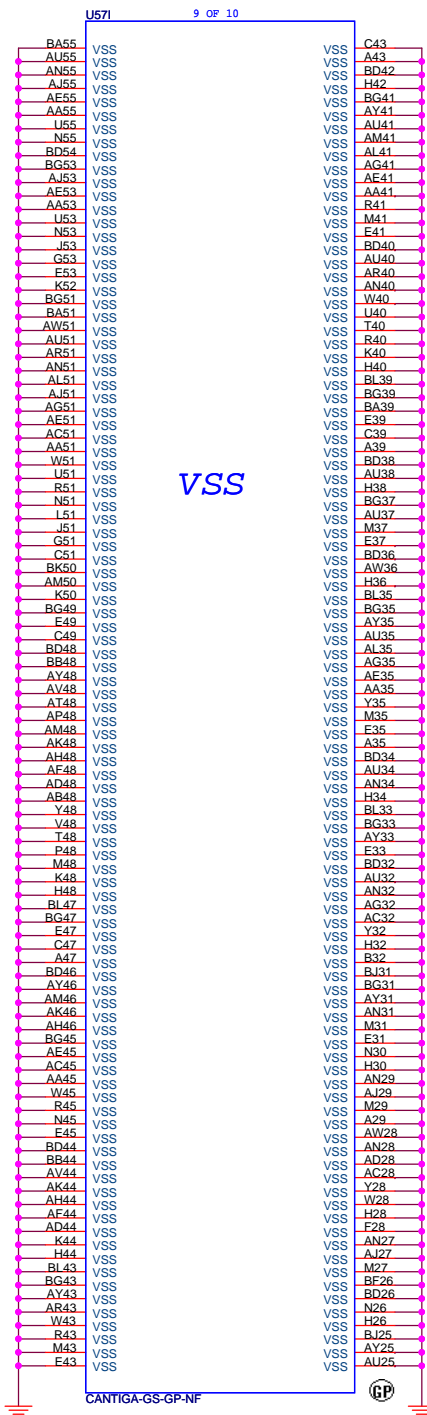 U57I 9 OF 10
BA55 VSS VSS C43
AU55 VSS VSS A43
AN55 VSS VSS BD42
AJ55 VSS VSS H42
AE55 VSS VSS BG41
AA55 VSS VSS AY41
U55 VSS VSS AU41
N55 VSS VSS AM41
BD54 VSS VSS AL41
BG53 VSS VSS AG41
AJ53 VSS VSS AE41
AE53 VSS VSS AA41
AA53 VSS VSS R41
U53 VSS VSS M41
N53 VSS VSS E41
J53 VSS VSS BD40
G53 VSS VSS AU40
E53 VSS VSS AR40
K52 VSS VSS AN40
BG51 VSS VSS W40
BA51 VSS VSS U40
AW51 VSS VSS T40
AU51 VSS VSS R40
AR51 VSS VSS K40
AN51 VSS VSS H40
AL51 VSS VSS BL39
AJ51 VSS VSS BG39
AG51 VSS VSS BA39
AE51 VSS VSS E39
AC51 VSS VSS C39
AA51 VSS VSS A39
W51 VSS VSS BD38
U51 VSS VSS AU38
VSS
R51 VSS VSS H38
N51 VSS VSS BG37
L51 VSS VSS AU37
J51 VSS VSS M37
G51 VSS VSS E37
C51 VSS VSS BD36
BK50 VSS VSS AW36
AM50 VSS VSS H36
K50 VSS VSS BL35
BG49 VSS VSS BG35
E49 VSS VSS AY35
C49 VSS VSS AU35
BD48 VSS VSS AL35
BB48 VSS VSS AG35
AY48 VSS VSS AE35
AV48 VSS VSS AA35
AT48 VSS VSS Y35
AP48 VSS VSS M35
AM48 VSS VSS E35
AK48 VSS VSS A35
AH48 VSS VSS BD34
AF48 VSS VSS AU34
AD48 VSS VSS AN34
AB48 VSS VSS H34
Y48 VSS VSS BL33
V48 VSS VSS BG33
T48 VSS VSS AY33
P48 VSS VSS E33
M48 VSS VSS BD32
K48 VSS VSS AU32
H48 VSS VSS AN32
BL47 VSS VSS AG32
BG47 VSS VSS AC32
E47 VSS VSS Y32
C47 VSS VSS H32
A47 VSS VSS B32
BD46 VSS VSS BJ31
AY46 VSS VSS BG31
AM46 VSS VSS AY31
AK46 VSS VSS AN31
AH46 VSS VSS M31
BG45 VSS VSS E31
AE45 VSS VSS N30
AC45 VSS VSS H30
AA45 VSS VSS AN29
W45 VSS VSS AJ29
R45 VSS VSS M29
N45 VSS VSS A29
E45 VSS VSS AW28
BD44 VSS VSS AN28
BB44 VSS VSS AD28
AV44 VSS VSS AC28
AK44 VSS VSS Y28
AH44 VSS VSS W28
AF44 VSS VSS H28
AD44 VSS VSS F28
K44 VSS VSS AN27
H44 VSS VSS AJ27
BL43 VSS VSS M27
BG43 VSS VSS BF26
AY43 VSS VSS BD26
AR43 VSS VSS N26
W43 VSS VSS H26
R43 VSS VSS BJ25
M43 VSS VSS AY25
E43 VSS VSS AU25
CANTIGA-GS-GP-NF GP